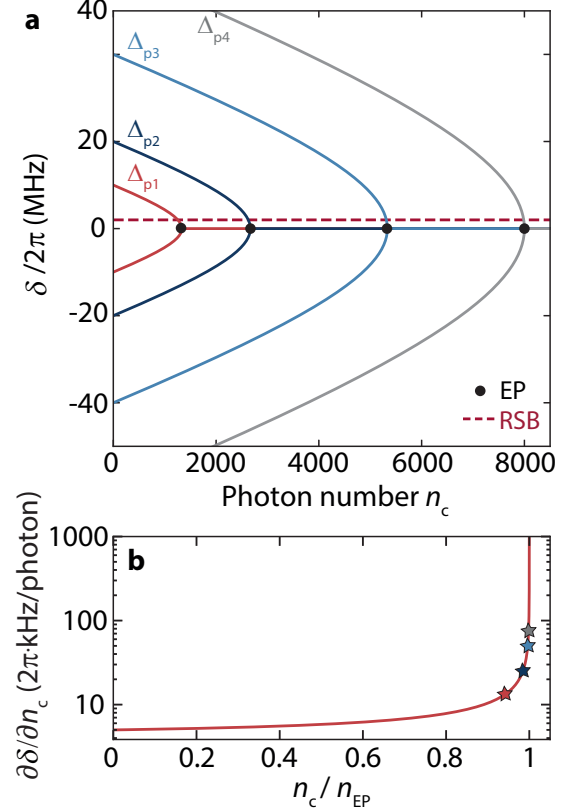 a
40
20
0
-20
-40
δ/2π (MHz)
Δp4
Δp3
Δp2
Δp1
EP
RSB
0 2000 4000 6000 8000
Photon number nc
b
1000
100
10
∂δ/∂nc (2π·kHz/photon)
0 0.2 0.4 0.6 0.8 1
nc / nEP